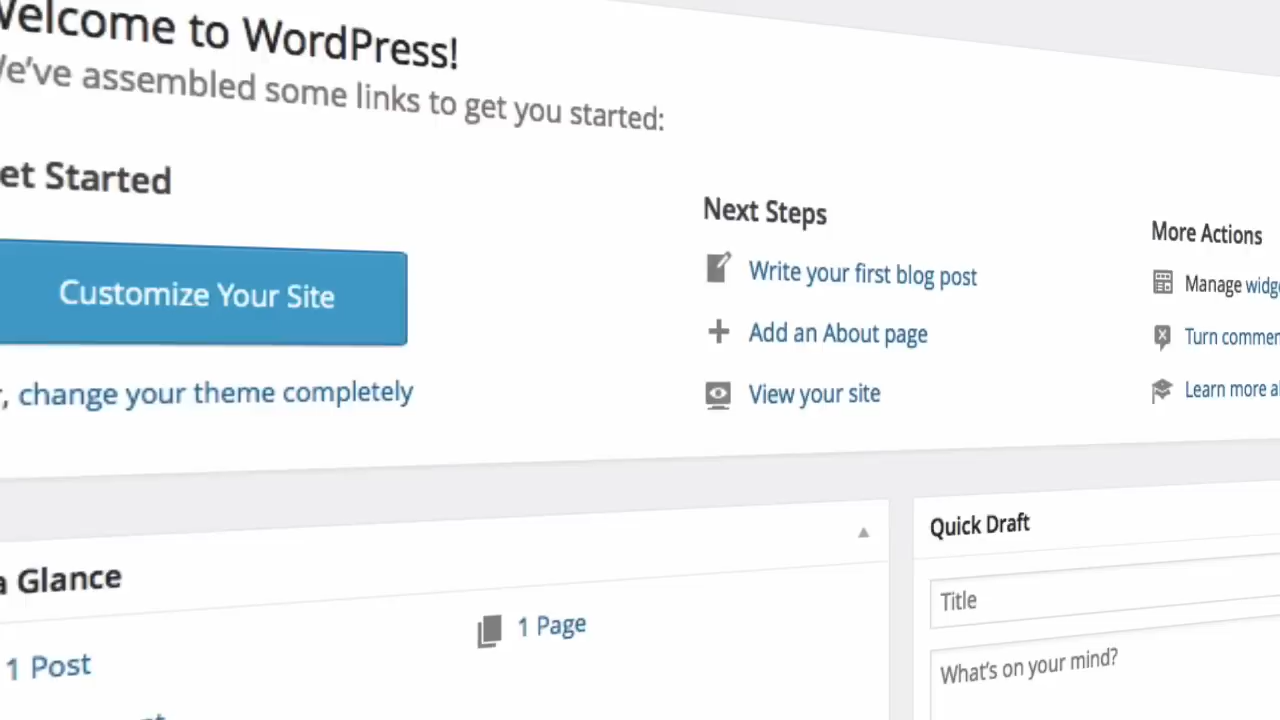 Welcome to WordPress!
We've assembled some links to get you started:
et Started
Customize Your Site
, change your theme completely
Next Steps
Write your first blog post
Add an About page
View your site
More Actions
Manage widg
Turn commen
Learn more a
a Glance
1 Post
1 Page
Quick Draft
Title
What's on your mind?